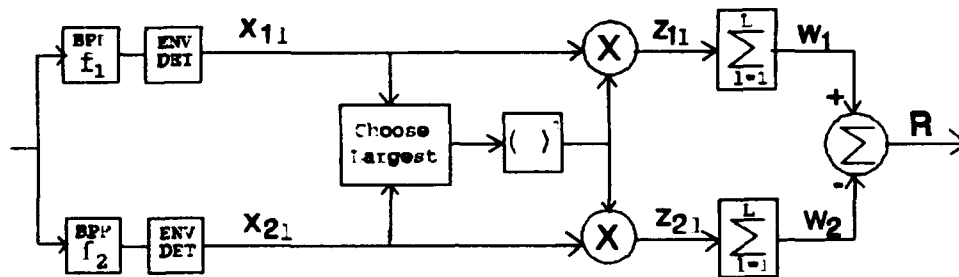 BPF
f1
ENV
DET
X1l
Choose
Largest
( )
X
Z1l
L
Σ
l=1
W1
+
Σ
-
R
BPF
f2
ENV
DET
X2l
X
Z2l
L
Σ
l=1
W2